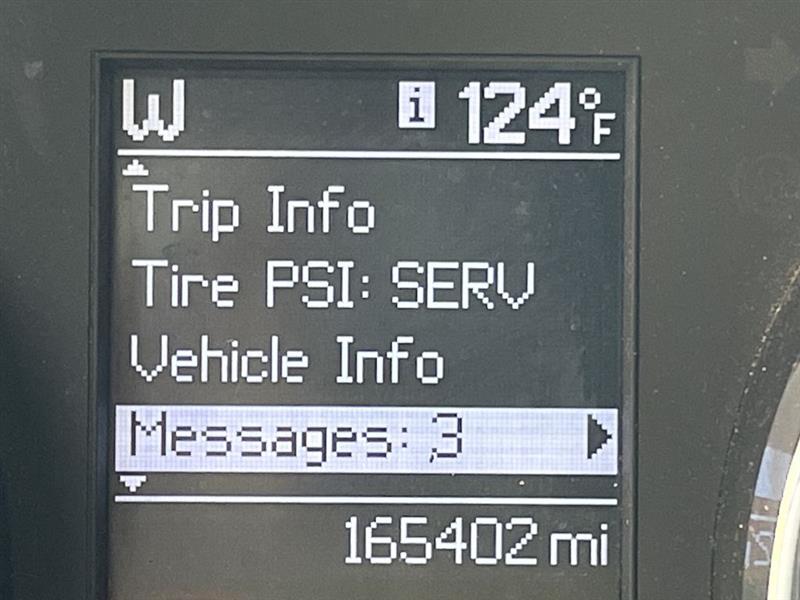 W i 124°F
Trip Info
Tire PSI: SERV
Vehicle Info
Messages: 3
165402 mi